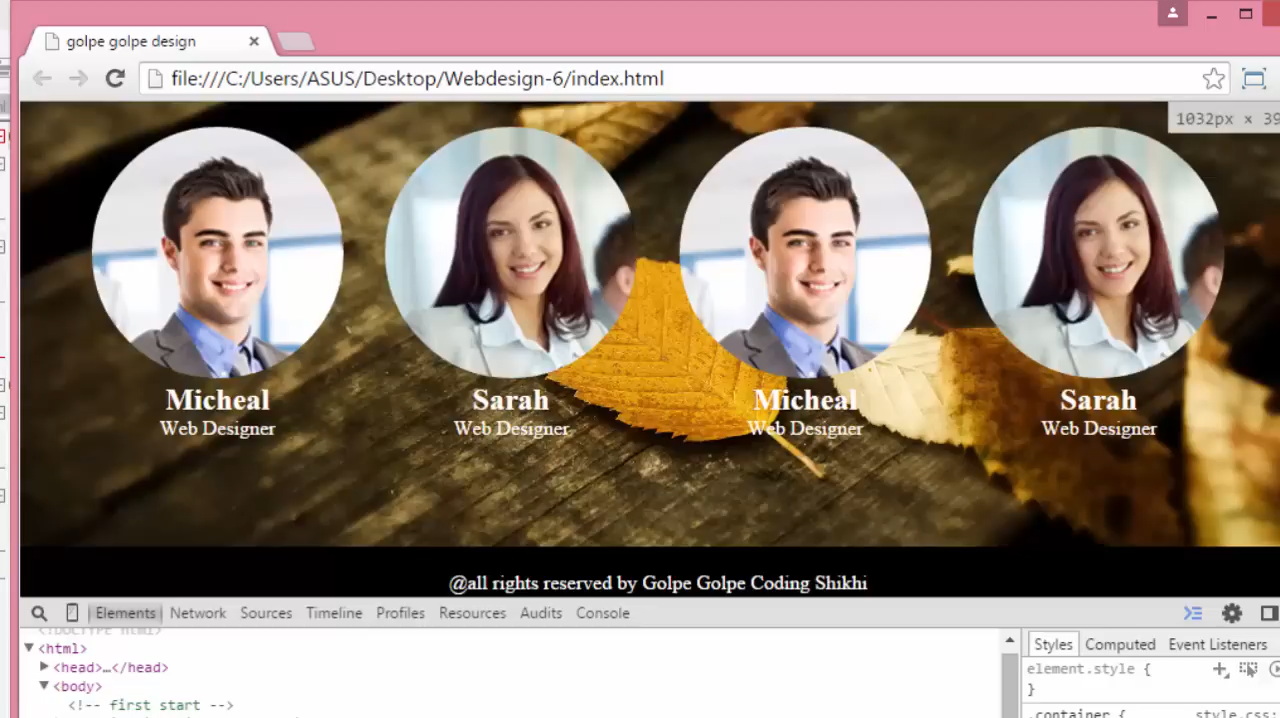 golpe golpe design
file:///C:/Users/ASUS/Desktop/Webdesign-6/index.html
1032px × 39
Micheal Sarah Micheal Sarah
Web Designer Web Designer Web Designer Web Designer
@all rights reserved by Golpe Golpe Coding Shikhi
Elements Network Sources Timeline Profiles Resources Audits Console
<!DOCTYPE html>
<html>
Styles Computed Event Listeners
<head>…</head>
element.style {
<body>
}
<!-- first start -->
.container { style.css: